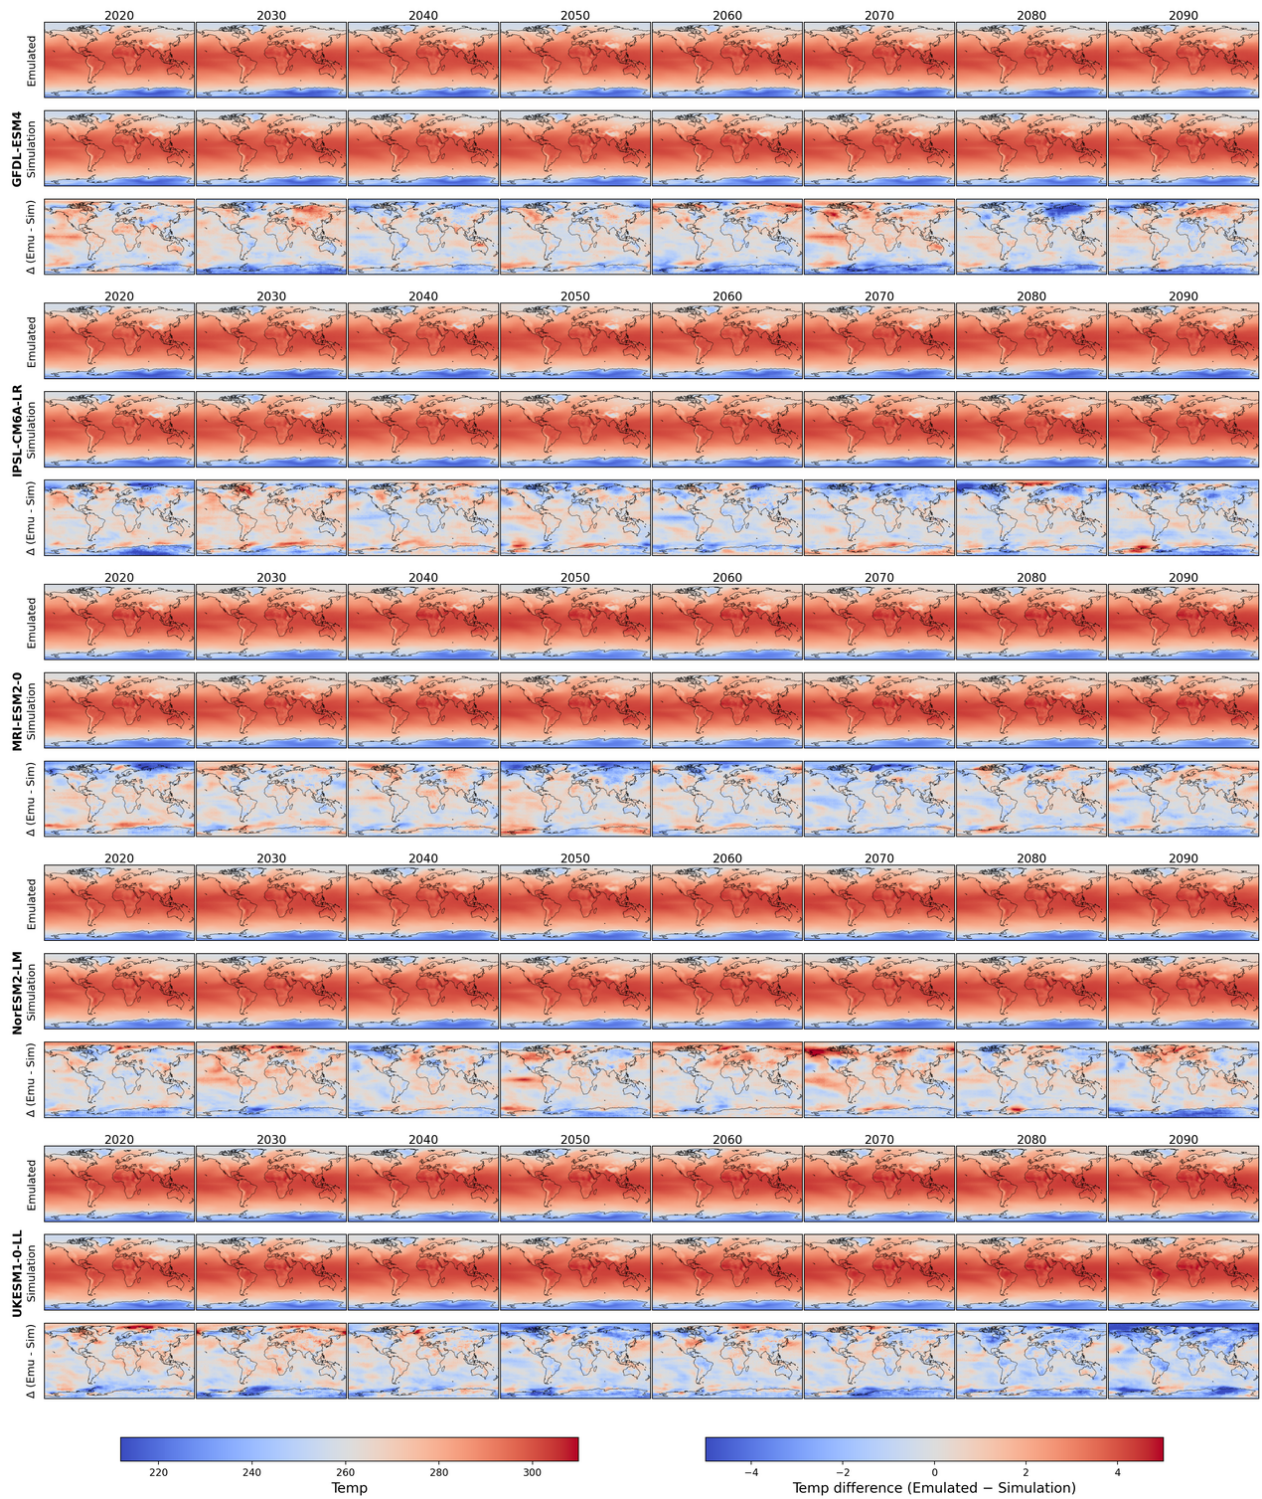 2020 2030 2040 2050 2060 2070 2080 2090
Emulated
GFDL-ESM4
Simulation
Δ (Emu - Sim)
2020 2030 2040 2050 2060 2070 2080 2090
Emulated
IPSL-CM6A-LR
Simulation
Δ (Emu - Sim)
2020 2030 2040 2050 2060 2070 2080 2090
Emulated
MRI-ESM2-0
Simulation
Δ (Emu - Sim)
2020 2030 2040 2050 2060 2070 2080 2090
Emulated
NorESM2-LM
Simulation
Δ (Emu - Sim)
2020 2030 2040 2050 2060 2070 2080 2090
Emulated
UKESM1-0-LL
Simulation
Δ (Emu - Sim)
220 240 260 280 300
Temp
−4 −2 0 2 4
Temp difference (Emulated − Simulation)